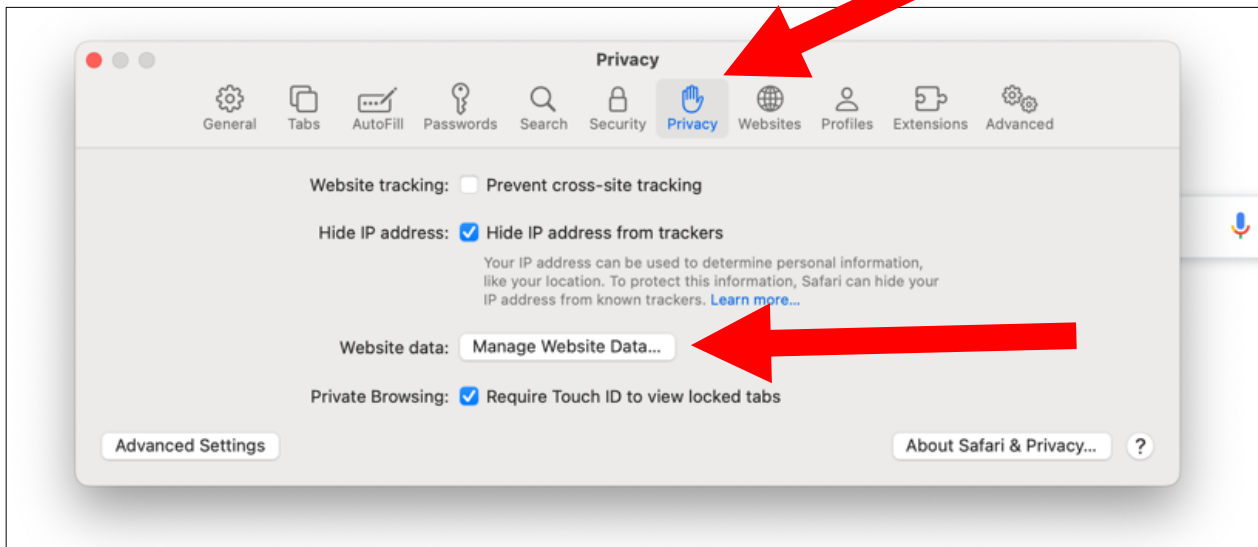 Privacy
General Tabs AutoFill Passwords Search Security Privacy Websites Profiles Extensions Advanced
Website tracking: Prevent cross-site tracking
Hide IP address: Hide IP address from trackers
Your IP address can be used to determine personal information,
like your location. To protect this information, Safari can hide your
IP address from known trackers. Learn more...
Website data: Manage Website Data...
Private Browsing: Require Touch ID to view locked tabs
Advanced Settings About Safari & Privacy... ?